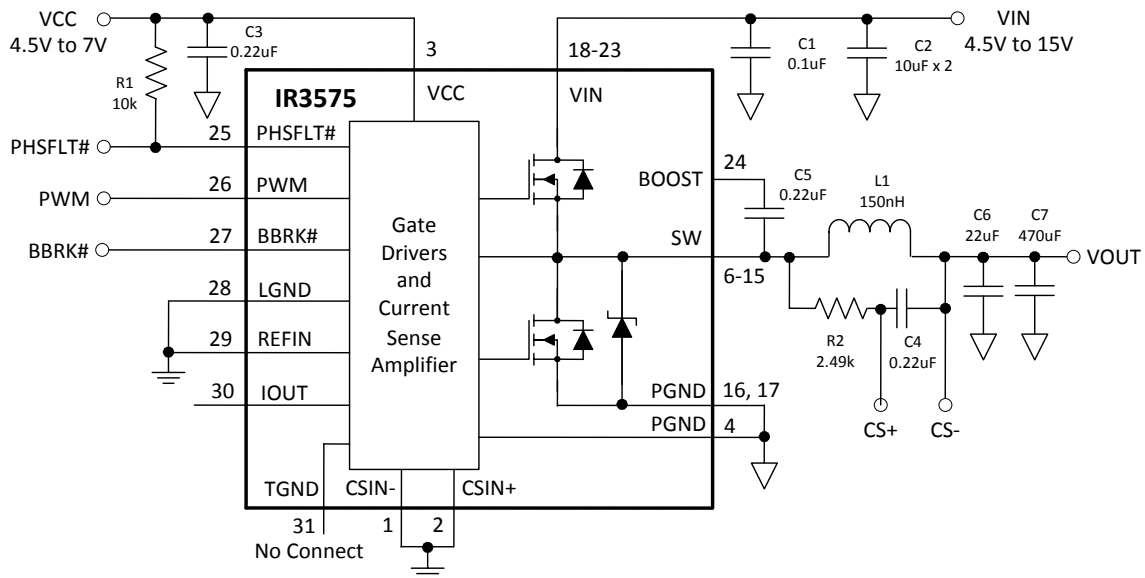 VCC
4.5V to 7V
C3
0.22uF
R1
10k
3
18-23
C1
0.1uF
C2
10uF x 2
VIN
4.5V to 15V
IR3575
VCC
VIN
PHSFLT#
25
PHSFLT#
PWM
26
PWM
BBRK#
27
BBRK#
28
LGND
29
REFIN
30
IOUT
Gate
Drivers
and
Current
Sense
Amplifier
BOOST
24
C5
0.22uF
SW
6-15
L1
150nH
C6
22uF
C7
470uF
VOUT
R2
2.49k
C4
0.22uF
CS+
CS-
PGND
16, 17
PGND
4
TGND
CSIN-
CSIN+
31
1
2
No Connect